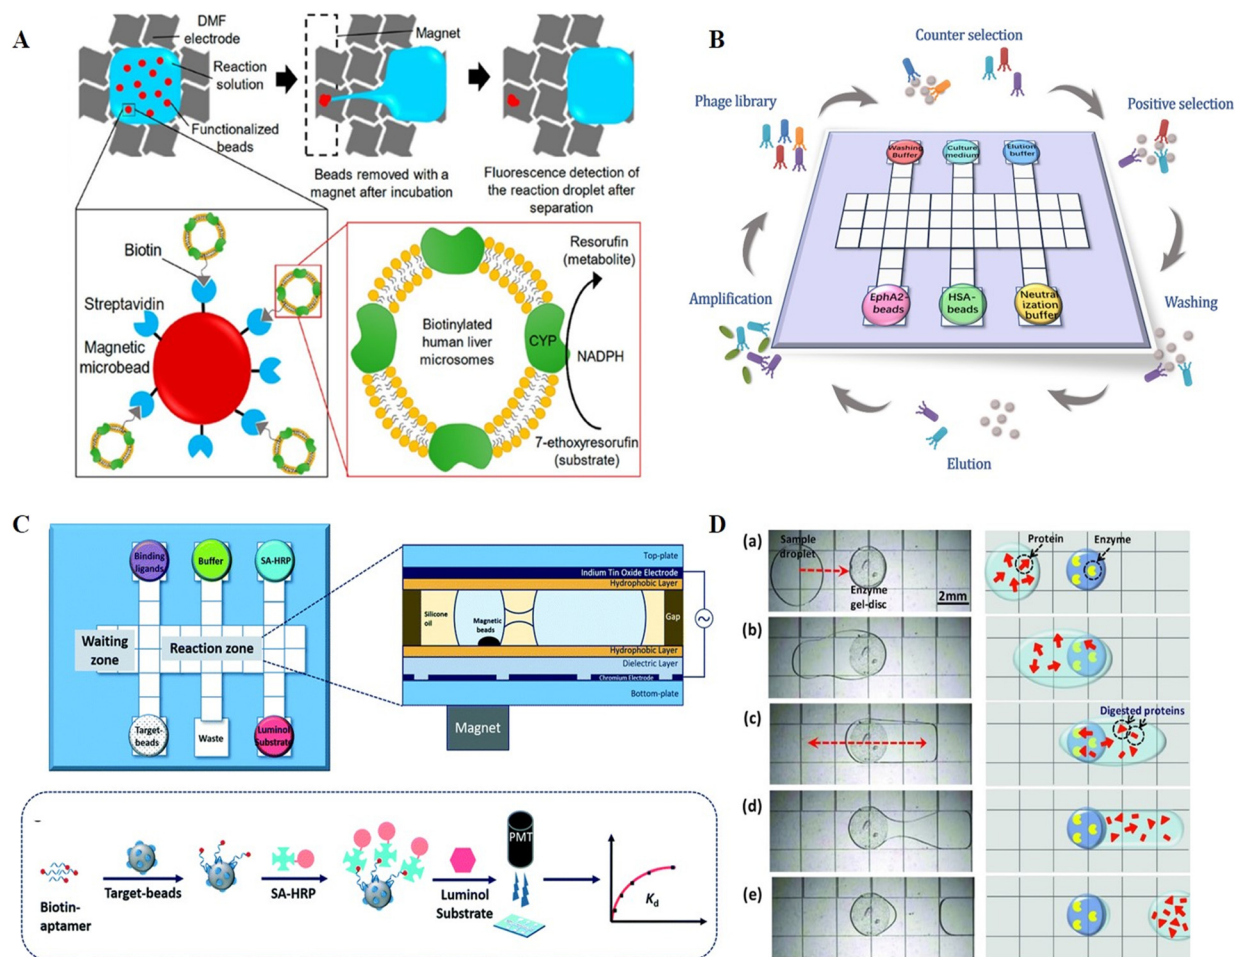 A
DMF
electrode
Reaction
solution
Functionalized
beads
Magnet
Beads removed with a
magnet after incubation
Fluorescence detection of
the reaction droplet after
separation
Biotin
Streptavidin
Magnetic
microbead
Biotinylated
human liver
microsomes
CYP
Resorufin
(metabolite)
NADPH
7-ethoxyresorufin
(substrate)
B
Counter selection
Phage library
Positive selection
Washing
Buffer
Culture
medium
Elution
buffer
Amplification
EphA2-
beads
HSA-
beads
Neutral
ization
buffer
Washing
Elution
C
Binding
ligands
Buffer
SA-HRP
Waiting
zone
Reaction zone
Target-
beads
Waste
Luminol
Substrate
Top-plate
Indium Tin Oxide Electrode
Hydrophobic Layer
Silicone
oil
Magnetic
beads
Gap
Hydrophobic Layer
Dielectric Layer
Chromium Electrode
Bottom-plate
Magnet
Biotin-
aptamer
Target-beads
SA-HRP
Luminol
Substrate
PMT
Kd
D
(a)
Sample
droplet
Enzyme
gel-disc
2mm
Protein
Enzyme
(b)
(c)
Digested proteins
(d)
(e)